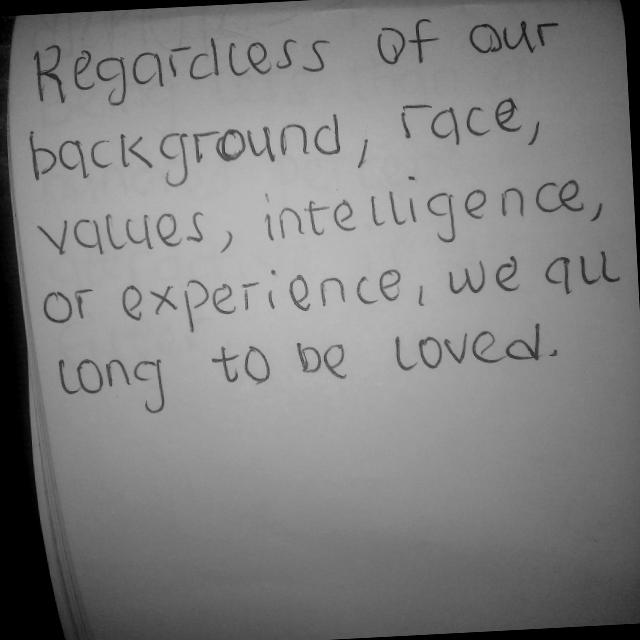 Regardless of our
background, race,
values, intelligence,
or experience, we all
long to be loved.